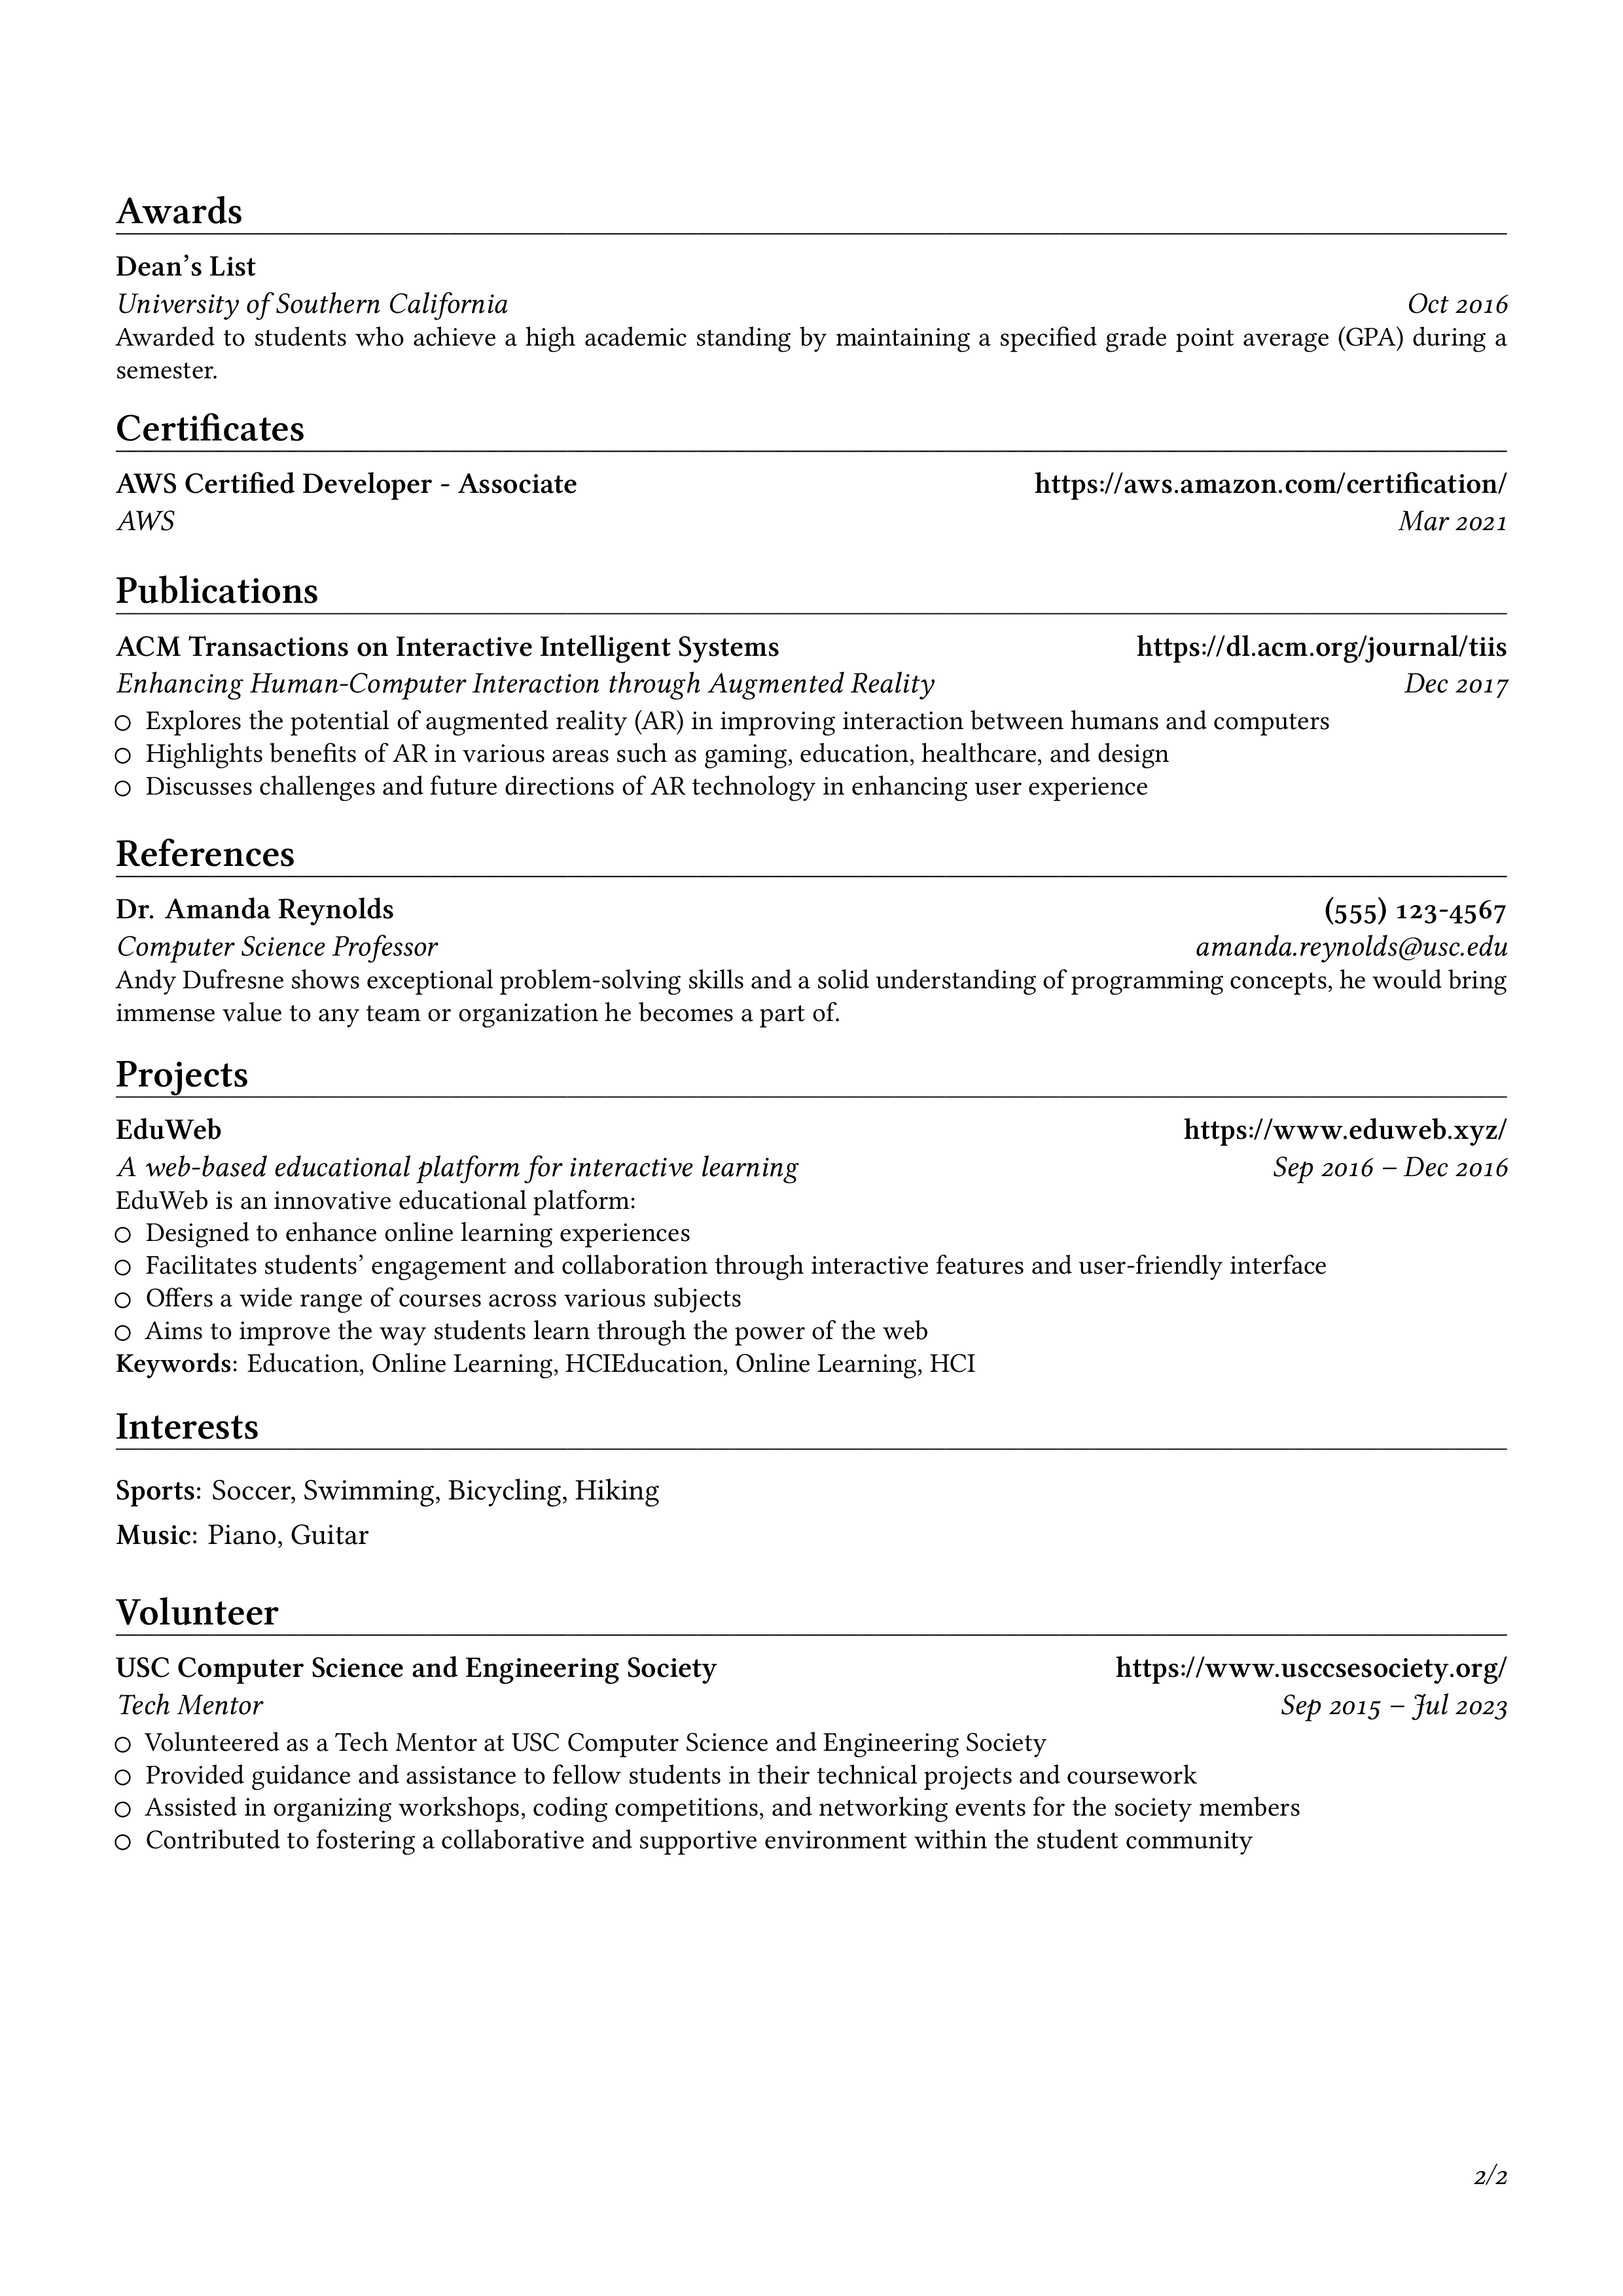 Awards
Dean’s List
University of Southern California Oct 2016
Awarded to students who achieve a high academic standing by maintaining a specified grade point average (GPA) during a
semester.
Certificates
AWS Certified Developer - Associate https://aws.amazon.com/certification/
AWS Mar 2021
Publications
ACM Transactions on Interactive Intelligent Systems https://dl.acm.org/journal/tiis
Enhancing Human-Computer Interaction through Augmented Reality Dec 2017
○ Explores the potential of augmented reality (AR) in improving interaction between humans and computers
○ Highlights benefits of AR in various areas such as gaming, education, healthcare, and design
○ Discusses challenges and future directions of AR technology in enhancing user experience
References
Dr. Amanda Reynolds (555) 123-4567
Computer Science Professor amanda.reynolds@usc.edu
Andy Dufresne shows exceptional problem-solving skills and a solid understanding of programming concepts, he would bring
immense value to any team or organization he becomes a part of.
Projects
EduWeb https://www.eduweb.xyz/
A web-based educational platform for interactive learning Sep 2016 – Dec 2016
EduWeb is an innovative educational platform:
○ Designed to enhance online learning experiences
○ Facilitates students’ engagement and collaboration through interactive features and user-friendly interface
○ Offers a wide range of courses across various subjects
○ Aims to improve the way students learn through the power of the web
Keywords: Education, Online Learning, HCIEducation, Online Learning, HCI
Interests
Sports: Soccer, Swimming, Bicycling, Hiking
Music: Piano, Guitar
Volunteer
USC Computer Science and Engineering Society https://www.usccsesociety.org/
Tech Mentor Sep 2015 – Jul 2023
○ Volunteered as a Tech Mentor at USC Computer Science and Engineering Society
○ Provided guidance and assistance to fellow students in their technical projects and coursework
○ Assisted in organizing workshops, coding competitions, and networking events for the society members
○ Contributed to fostering a collaborative and supportive environment within the student community
2/2